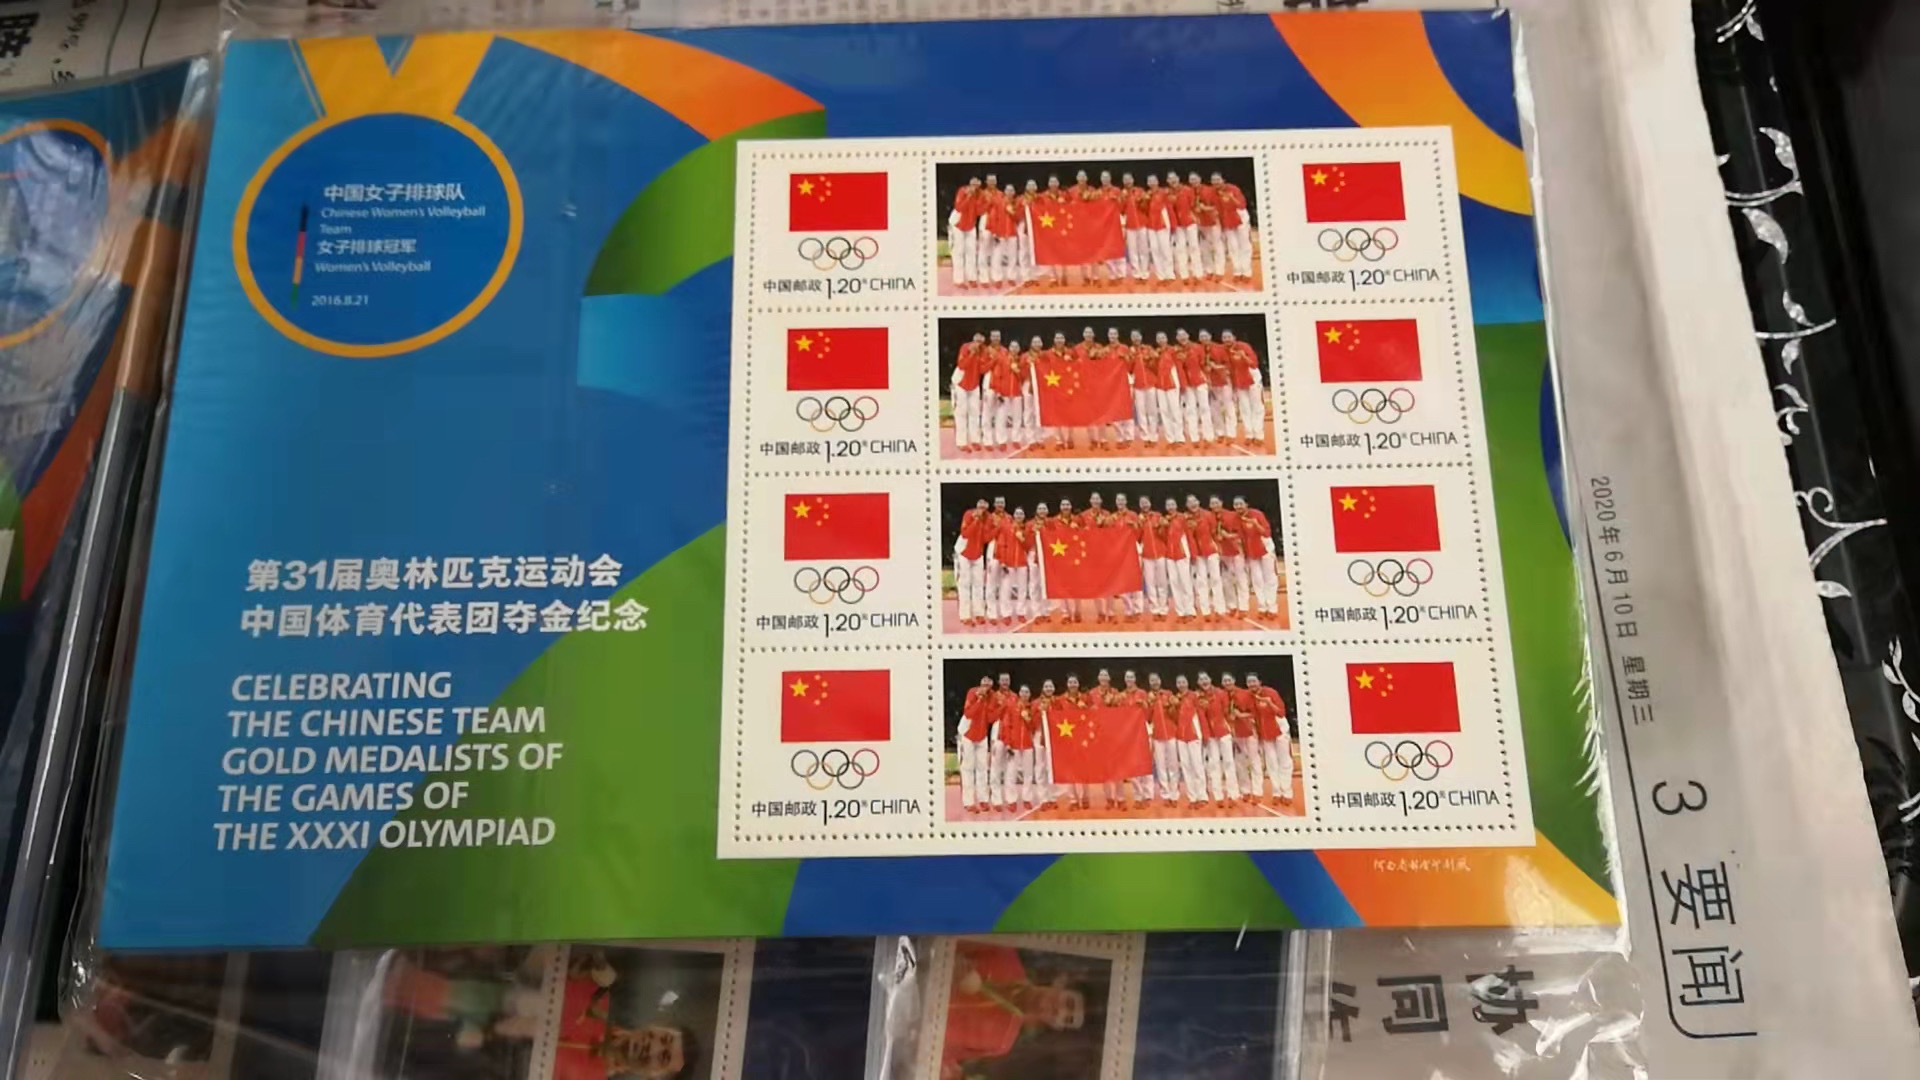 中国女子排球队
Chinese Women's Volleyball
Team
女子排球冠军
Women's Volleyball
2016.8.21
第31届奥林匹克运动会
中国体育代表团夺金纪念
CELEBRATING
THE CHINESE TEAM
GOLD MEDALISTS OF
THE GAMES OF
THE XXXI OLYMPIAD
中国邮政 1.20元 CHINA
中国邮政 1.20元 CHINA
中国邮政 1.20元 CHINA
中国邮政 1.20元 CHINA
中国邮政 1.20元 CHINA
中国邮政 1.20元 CHINA
中国邮政 1.20元 CHINA
中国邮政 1.20元 CHINA
2020年6月10日 星期三
3 要闻
协
同